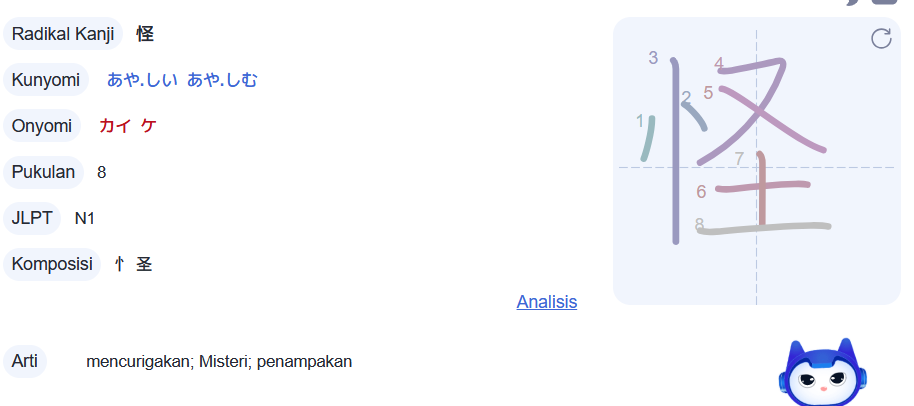 Radikal Kanji 怪
Kunyomi あや.しい あや.しむ
Onyomi カイ ケ
Pukulan 8
JLPT N1
Komposisi 忄 圣
Analisis
Arti mencurigakan; Misteri; penampakan
怪
1
2
3
4
5
6
7
8